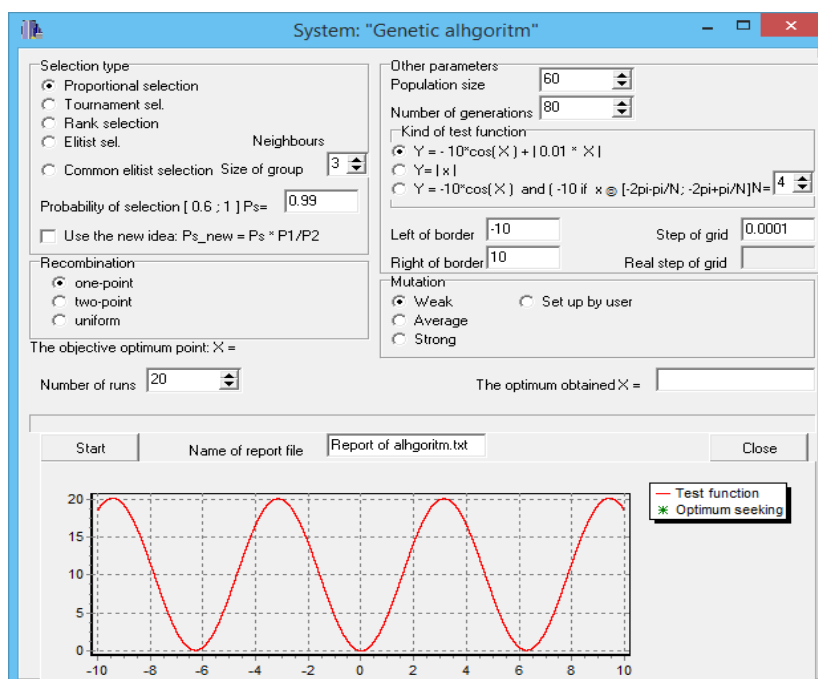 System: "Genetic alhgoritm"
Selection type
Proportional selection
Tournament sel.
Rank selection
Elitist sel.
Neighbours
Common elitist selection Size of group 3
Probability of selection [ 0.6 ; 1 ] Ps= 0.99
Use the new idea: Ps_new = Ps * P1/P2
Recombination
one-point
two-point
uniform
The objective optimum point: X =
Number of runs 20
Other parameters
Population size 60
Number of generations 80
Kind of test function
Y = - 10*cos( X ) + | 0.01 * X |
Y= | x |
Y = -10*cos( X ) and ( -10 if x @ [-2pi-pi/N; -2pi+pi/N]N= 4
Left of border -10 Step of grid 0.0001
Right of border 10 Real step of grid
Mutation
Weak Set up by user
Average
Strong
The optimum obtained X =
Start Name of report file Report of alhgoritm.txt Close
Test function
Optimum seeking
20
15
10
5
0
-10 -8 -6 -4 -2 0 2 4 6 8 10